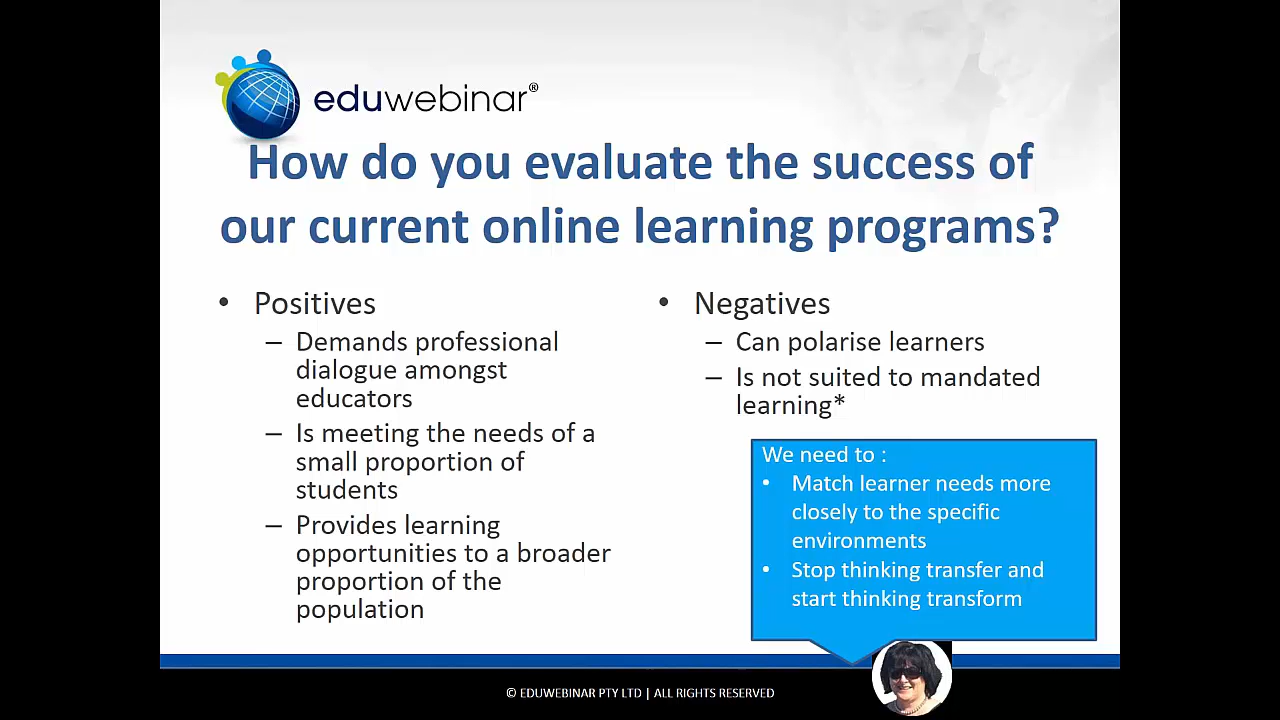 eduwebinar®
How do you evaluate the success of
our current online learning programs?
• Positives
– Demands professional
dialogue amongst
educators
– Is meeting the needs of a
small proportion of
students
– Provides learning
opportunities to a broader
proportion of the
population
• Negatives
– Can polarise learners
– Is not suited to mandated
learning*
We need to :
• Match learner needs more
closely to the specific
environments
• Stop thinking transfer and
start thinking transform
© EDUWEBINAR PTY LTD | ALL RIGHTS RESERVED